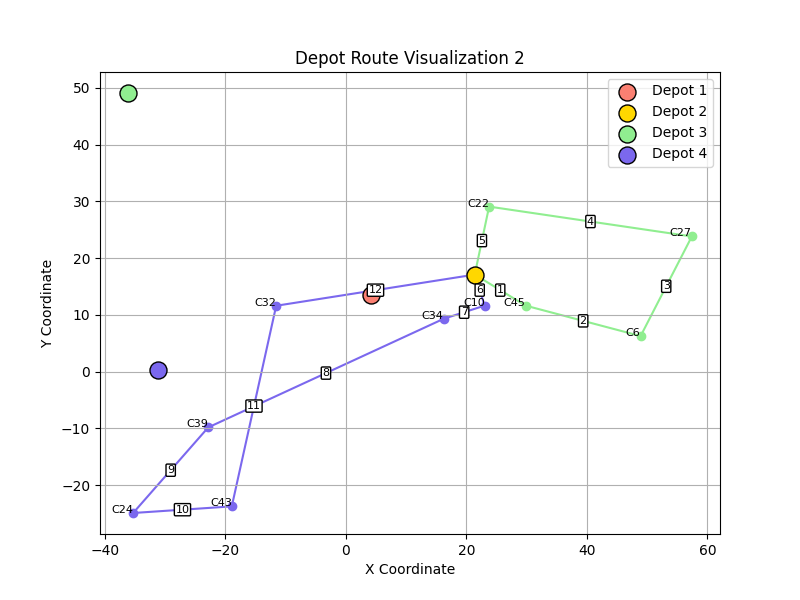 Depot Route Visualization 2
Depot 1
Depot 2
Depot 3
Depot 4
50
40
30
20
10
0
−10
−20
−40
−20
0
20
40
60
X Coordinate
Y Coordinate
C22
C27
4
5
3
C32
12
6
1
C10
C45
C34
7
2
C6
8
11
C39
9
C24
10
C43